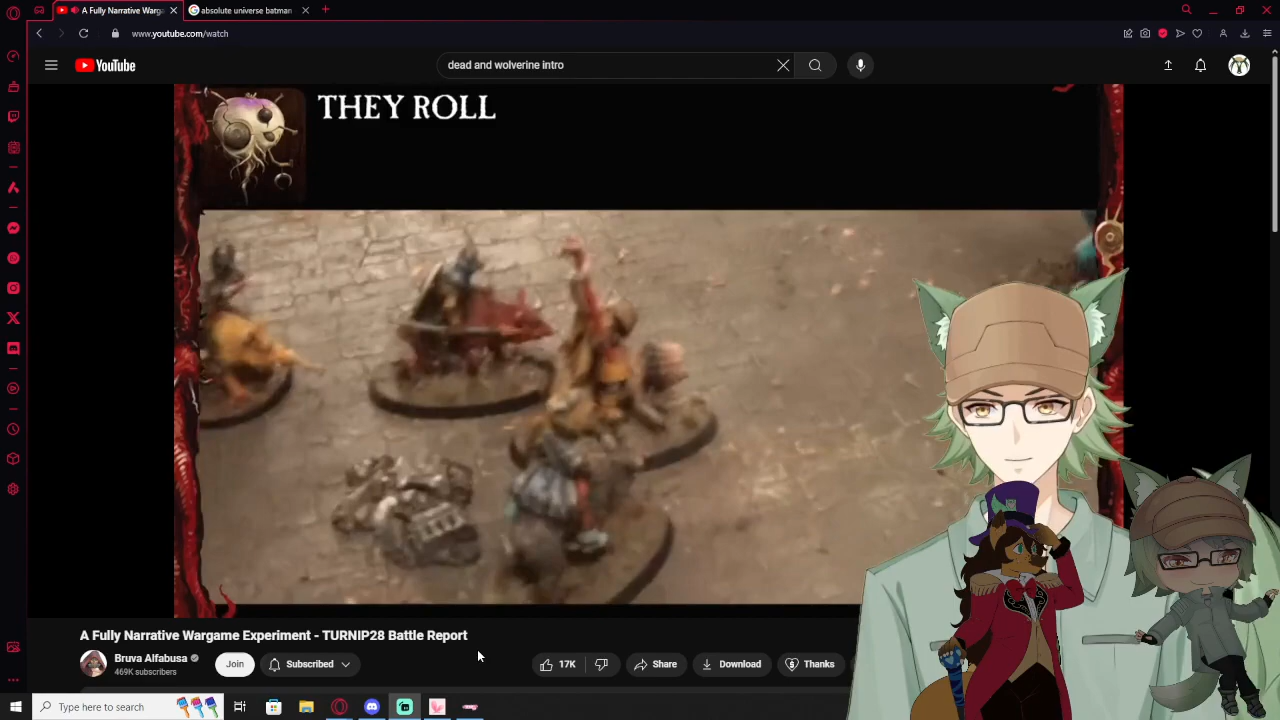 A Fully Narrative Warga
absolute universe batman
www.youtube.com/watch
YouTube
dead and wolverine intro
THEY ROLL
A Fully Narrative Wargame Experiment - TURNIP28 Battle Report
Bruva Alfabusa
469K subscribers
Join
Subscribed
17K
Share
Download
Thanks
Type here to search